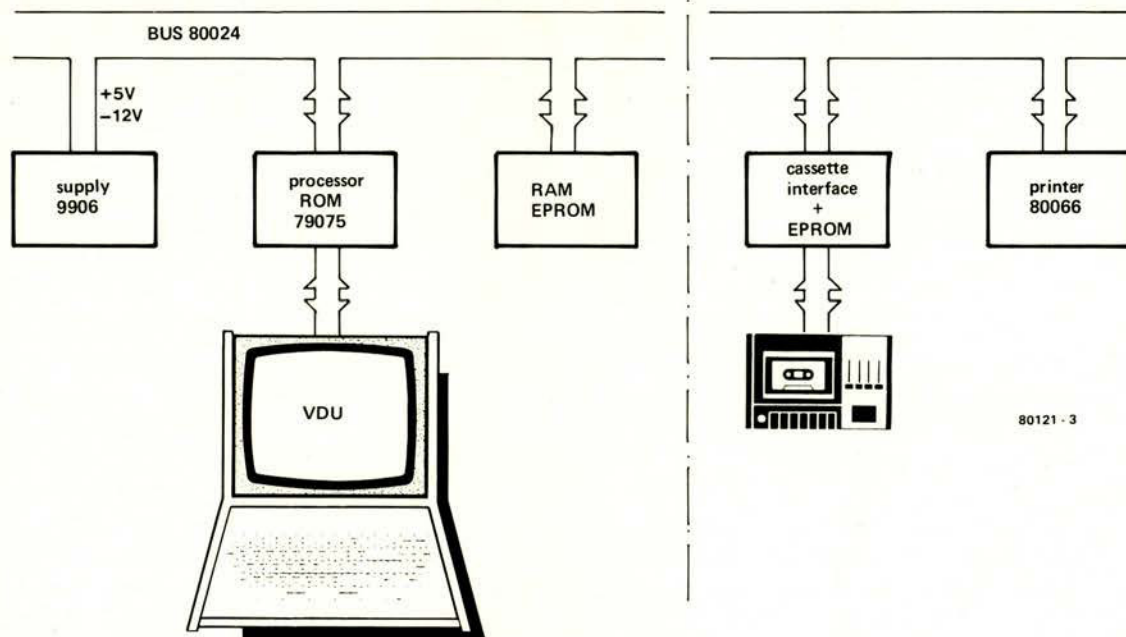 BUS 80024
+5V
−12V
supply
9906
processor
ROM
79075
RAM
EPROM
cassette
interface
+
EPROM
printer
80066
VDU
80121 - 3